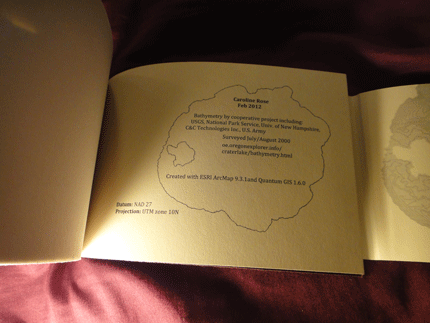 Caroline Rose
Feb 2012
Bathymetry by cooperative project including:
USGS, National Park Service, Univ. of New Hampshire,
C&C Technologies Inc., U.S. Army
Surveyed July/August 2000
oe.oregonexplorer.info/
craterlake/bathymetry.html
Created with ESRI ArcMap 9.3.1and Quantum GIS 1.6.0
Datum: NAD 27
Projection: UTM zone 10N